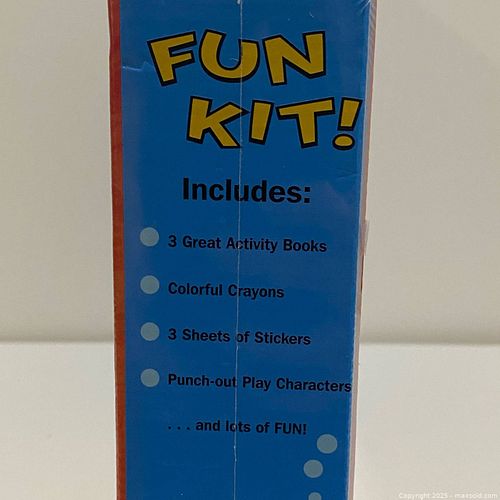 FUN
KIT!
Includes:
3 Great Activity Books
Colorful Crayons
3 Sheets of Stickers
Punch-out Play Characters
. . . and lots of FUN!
Copyright 2025 - maxsold.com